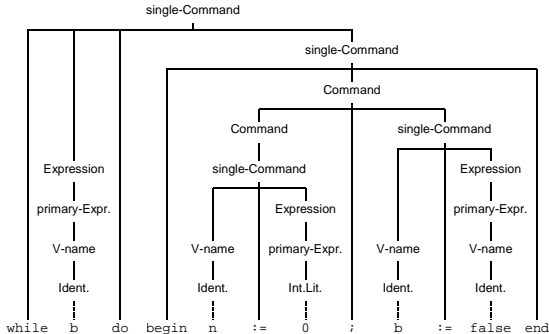 single-Command
single-Command
Command
Command single-Command
Expression single-Command Expression
primary-Expr. Expression primary-Expr.
V-name V-name primary-Expr. V-name V-name
Ident. Ident. Int.Lit. Ident. Ident.
while b do begin n := 0 ; b := false end